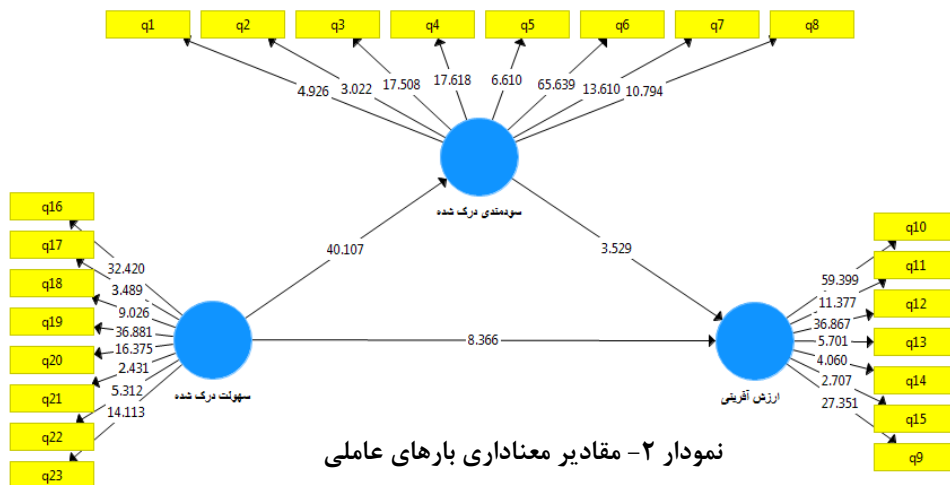 q1 q2 q3 q4 q5 q6 q7 q8
4.926 3.022 17.508 17.618 6.610 65.639 13.610 10.794
سودمندی درک شده
q16
q17
q18
q19
q20
q21
q22
q23
32.420
3.489
9.026
36.881
16.375
2.431
5.312
14.113
سهولت درک شده
40.107
3.529
8.366
q10
q11
q12
q13
q14
q15
q9
59.399
11.377
36.867
5.701
4.060
2.707
27.351
ارزش آفرینی
نمودار ۲- مقادیر معناداری بارهای عاملی